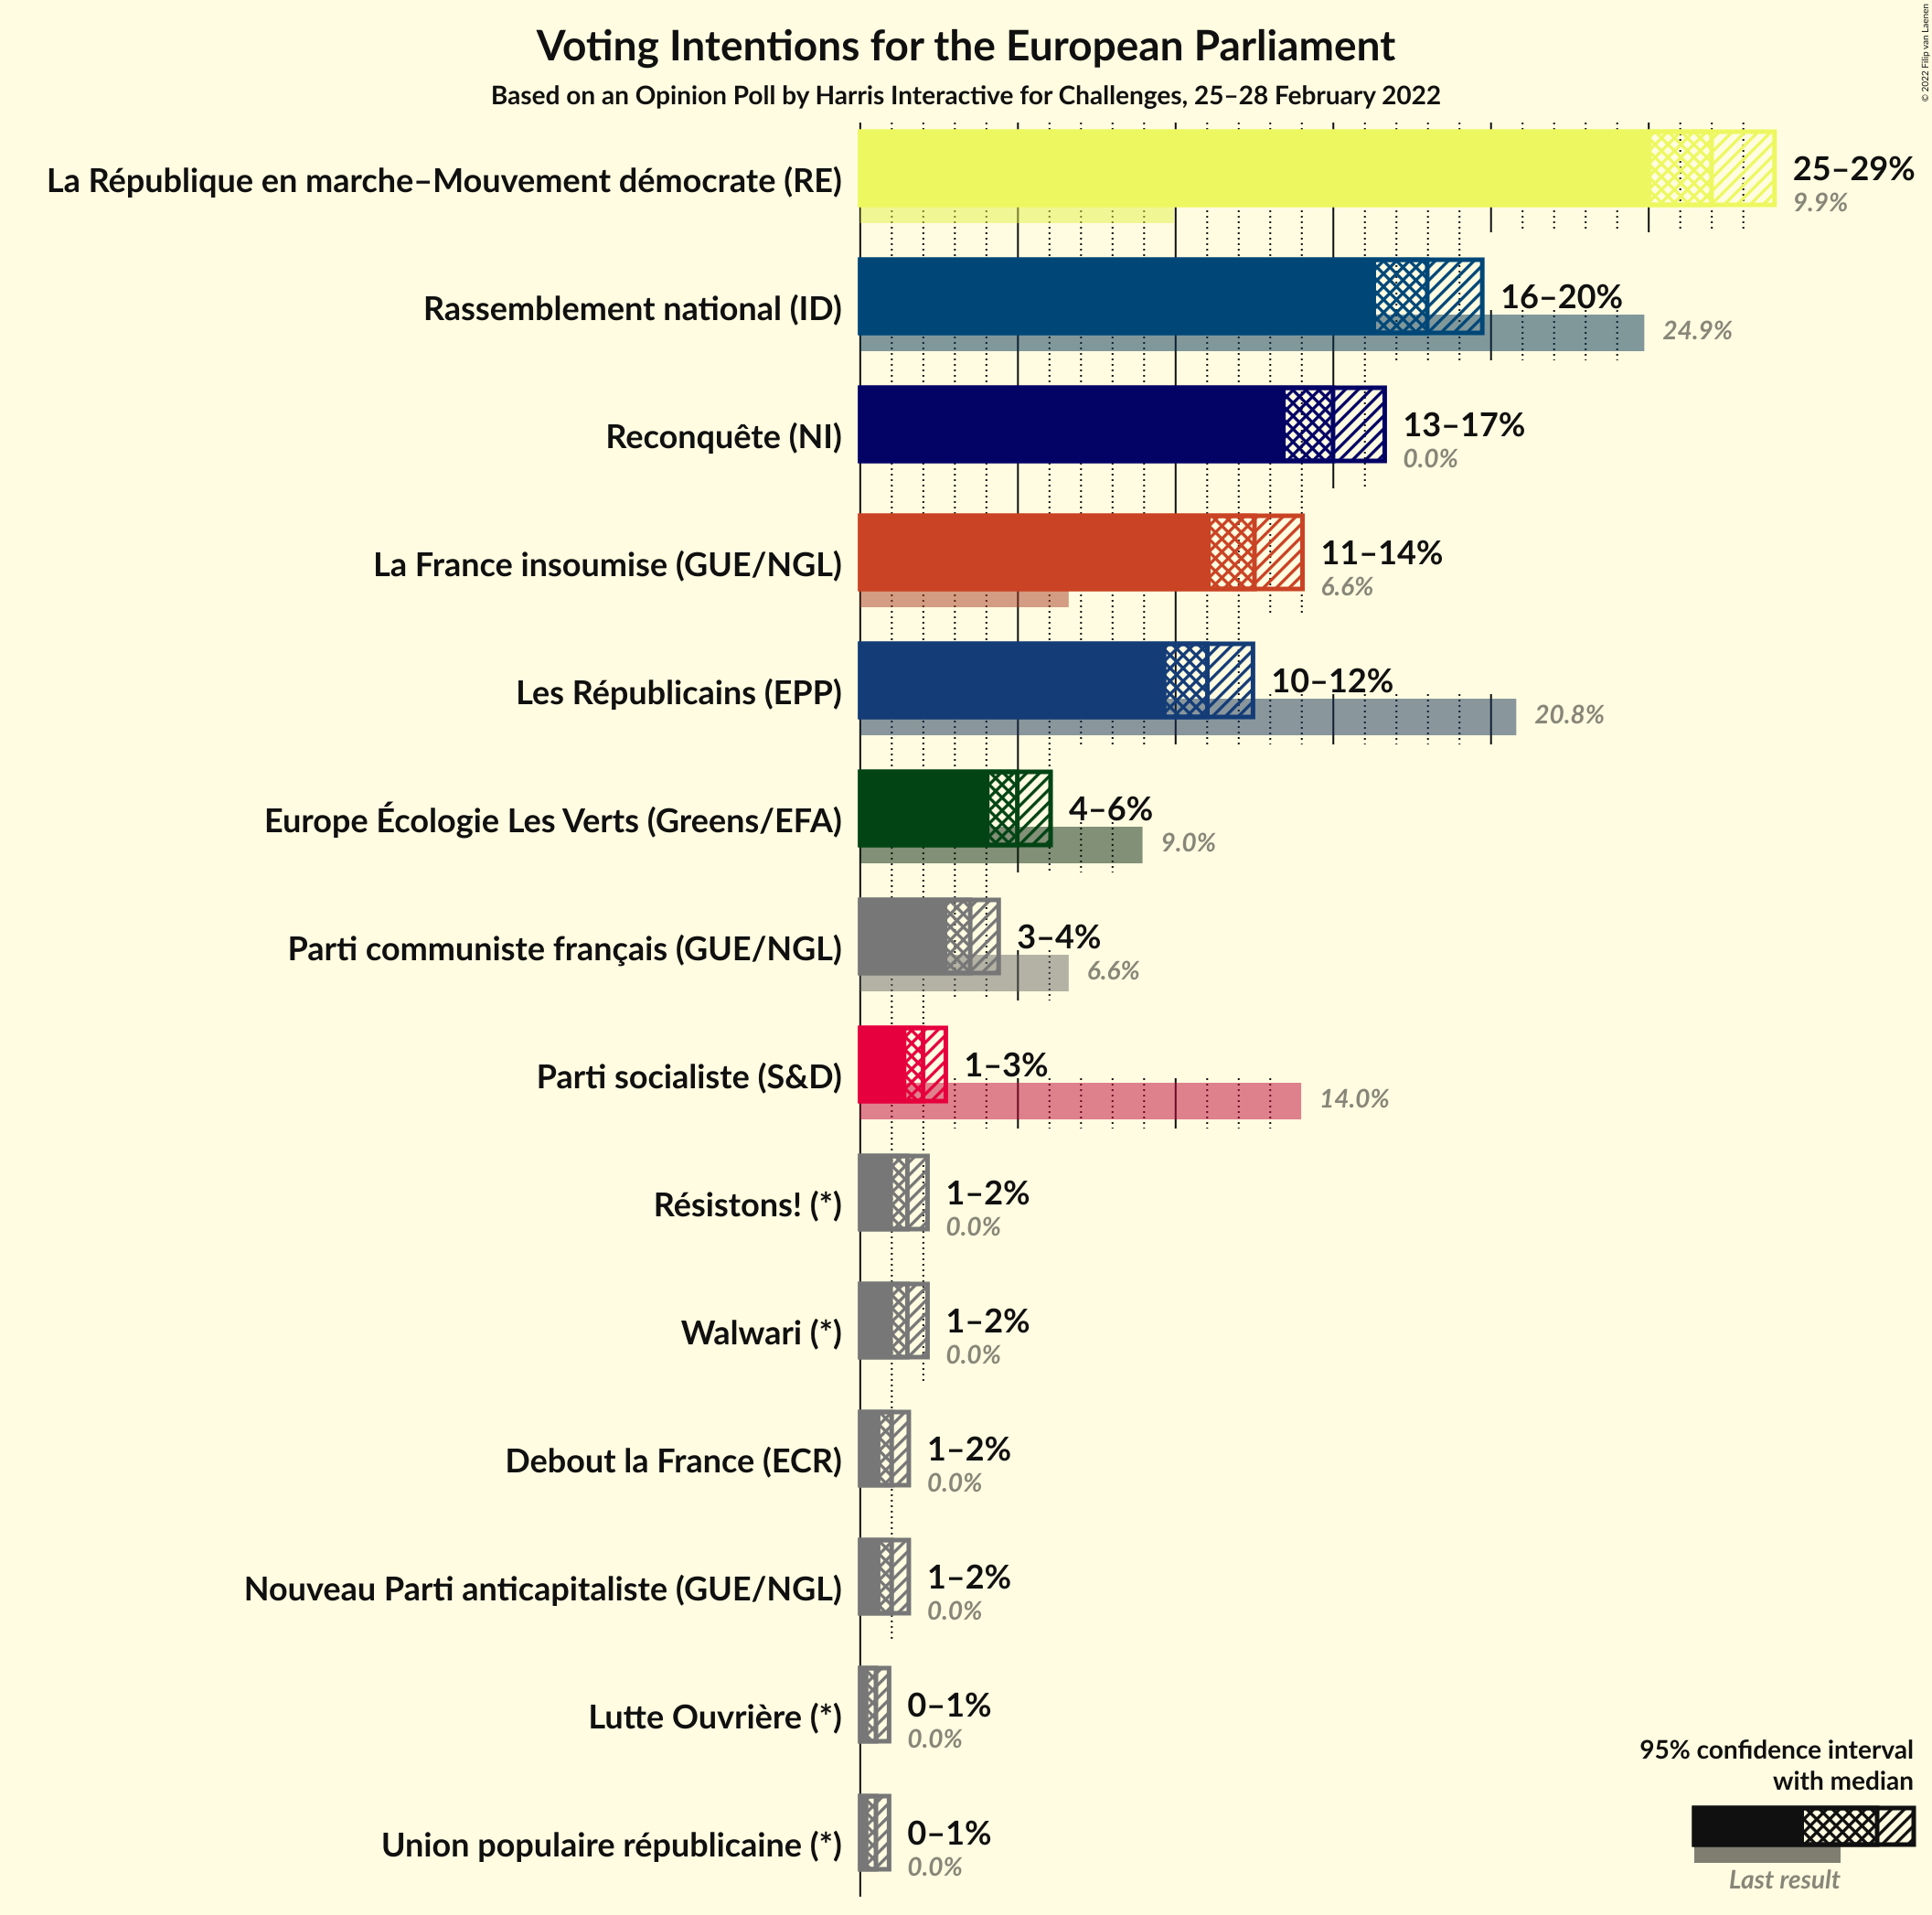 © 2022 Filip van Laenen
Voting Intentions for the European Parliament
Based on an Opinion Poll by Harris Interactive for Challenges, 25–28 February 2022
La République en marche–Mouvement démocrate (RE)
25–29%
9.9%
Rassemblement national (ID)
16–20%
24.9%
Reconquête (NI)
13–17%
0.0%
La France insoumise (GUE/NGL)
11–14%
6.6%
Les Républicains (EPP)
10–12%
20.8%
Europe Écologie Les Verts (Greens/EFA)
4–6%
9.0%
Parti communiste français (GUE/NGL)
3–4%
6.6%
Parti socialiste (S&D)
1–3%
14.0%
Résistons! (*)
1–2%
0.0%
Walwari (*)
1–2%
0.0%
Debout la France (ECR)
1–2%
0.0%
Nouveau Parti anticapitaliste (GUE/NGL)
1–2%
0.0%
Lutte Ouvrière (*)
0–1%
0.0%
Union populaire républicaine (*)
0–1%
0.0%
95% confidence interval
with median
Last result